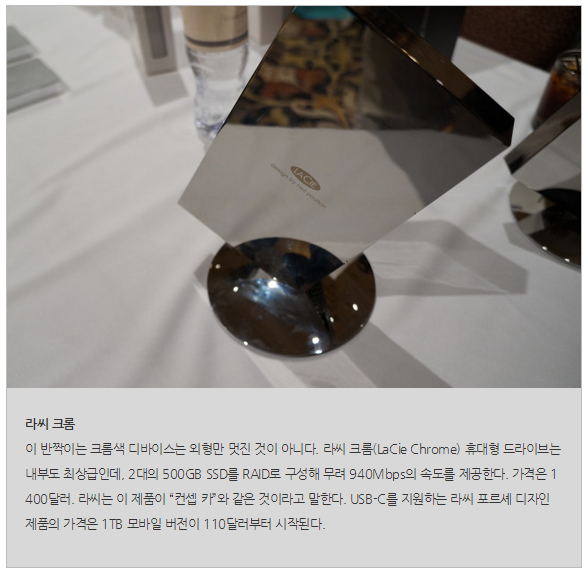 LACIE
design by neil poulton
라씨 크롬
이 반짝이는 크롬색 디바이스는 외형만 멋진 것이 아니다. 라씨 크롬(LaCie Chrome) 휴대형 드라이브는
내부도 최상급인데, 2대의 500GB SSD를 RAID로 구성해 무려 940Mbps의 속도를 제공한다. 가격은 1
400달러. 라씨는 이 제품이 “컨셉 카”와 같은 것이라고 말한다. USB-C를 지원하는 라씨 포르셰 디자인
제품의 가격은 1TB 모바일 버전이 110달러부터 시작된다.